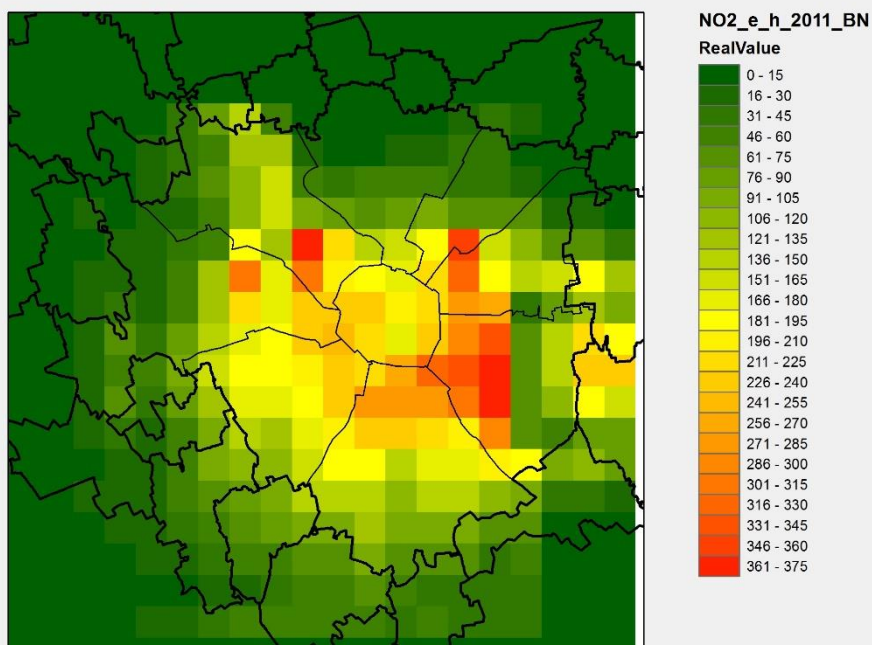 NO2_e_h_2011_BN
RealValue
0 - 15
16 - 30
31 - 45
46 - 60
61 - 75
76 - 90
91 - 105
106 - 120
121 - 135
136 - 150
151 - 165
166 - 180
181 - 195
196 - 210
211 - 225
226 - 240
241 - 255
256 - 270
271 - 285
286 - 300
301 - 315
316 - 330
331 - 345
346 - 360
361 - 375